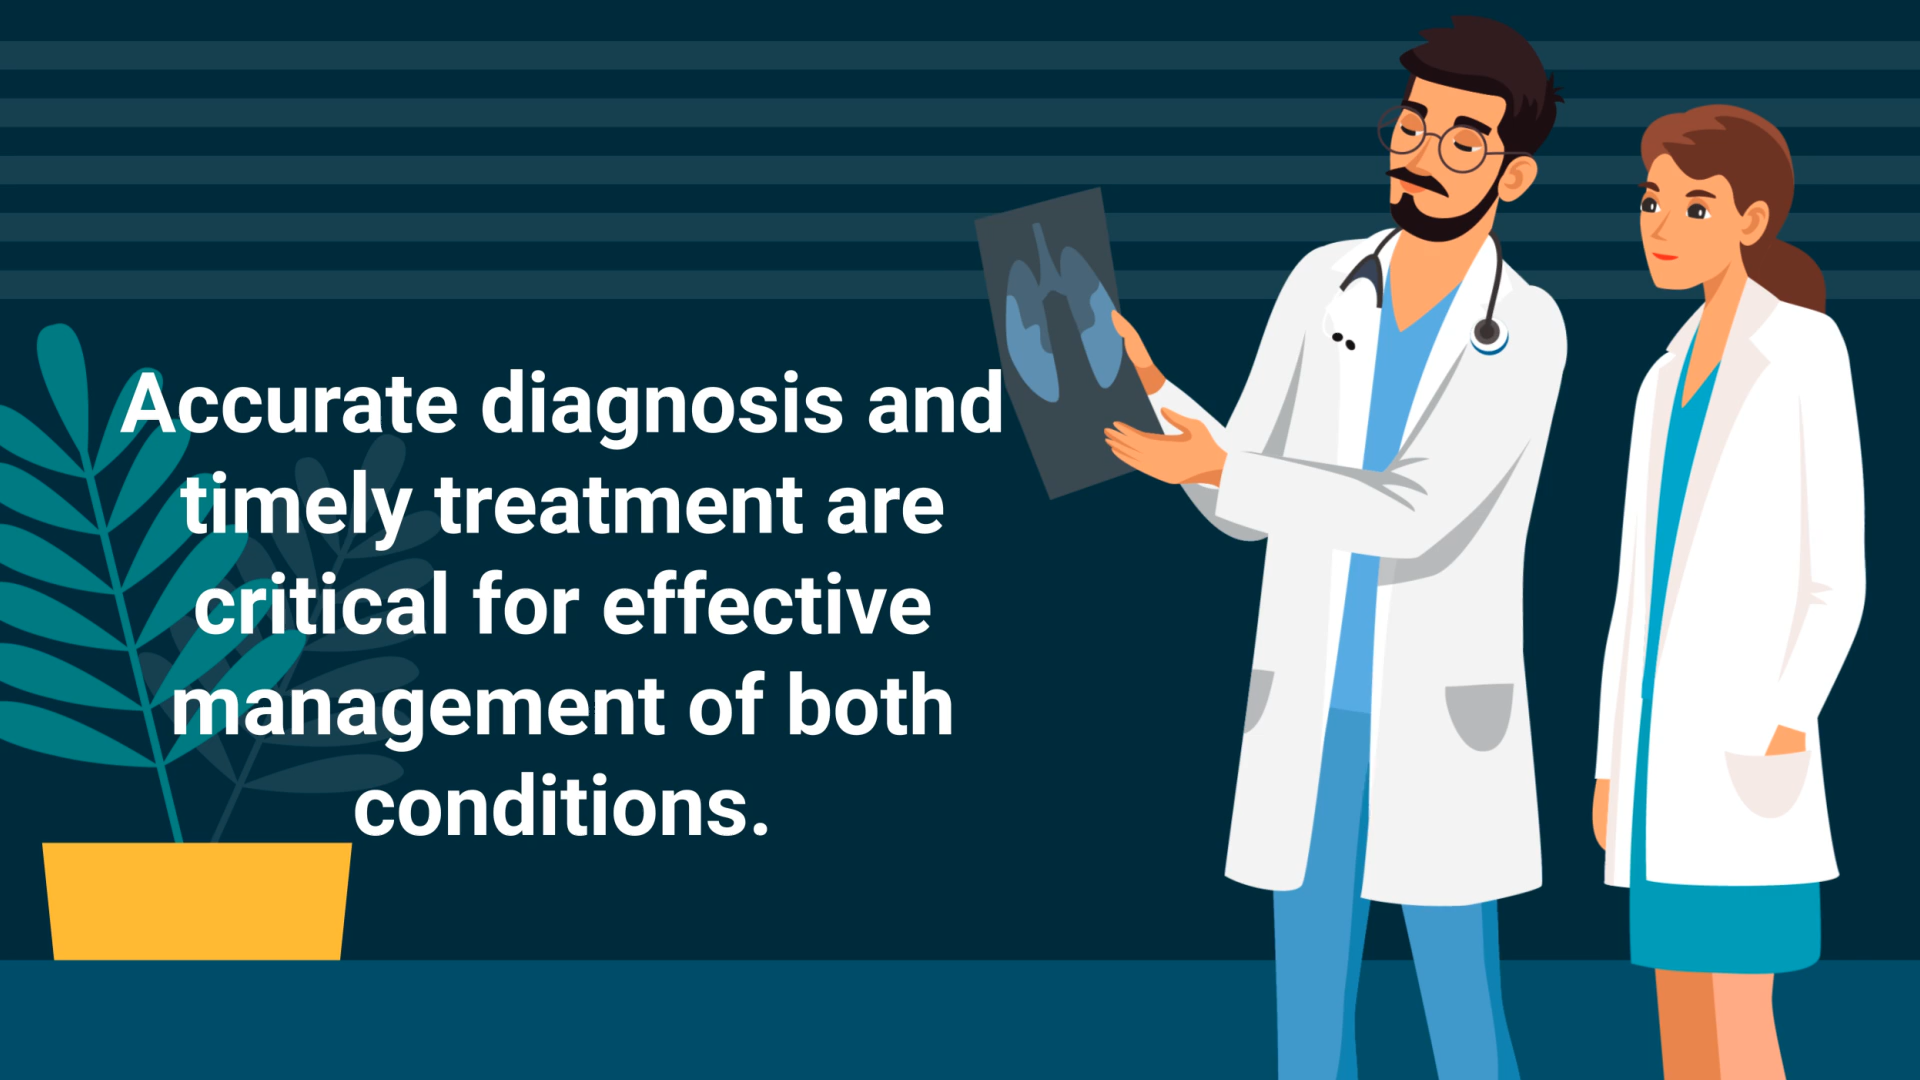 Accurate diagnosis and
timely treatment are
critical for effective
management of both
conditions.